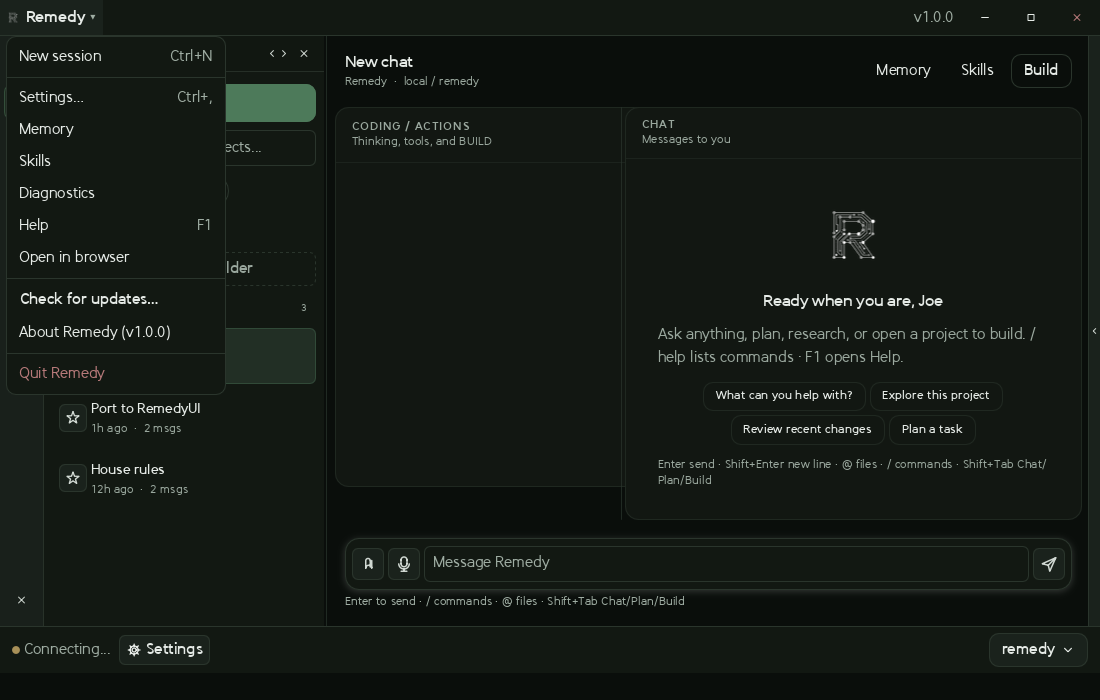 Remedy
v1.0.0
New session Ctrl+N
Settings... Ctrl+,
Memory
Skills
Diagnostics
Help F1
Open in browser
Check for updates...
About Remedy (v1.0.0)
Quit Remedy
ects...
lder
3
Port to RemedyUI
1h ago · 2 msgs
House rules
12h ago · 2 msgs
New chat
Remedy · local / remedy
Memory
Skills
Build
CODING / ACTIONS
Thinking, tools, and BUILD
CHAT
Messages to you
Ready when you are, Joe
Ask anything, plan, research, or open a project to build. /
help lists commands · F1 opens Help.
What can you help with?
Explore this project
Review recent changes
Plan a task
Enter send · Shift+Enter new line · @ files · / commands · Shift+Tab Chat/
Plan/Build
Message Remedy
Enter to send · / commands · @ files · Shift+Tab Chat/Plan/Build
Connecting...
Settings
remedy